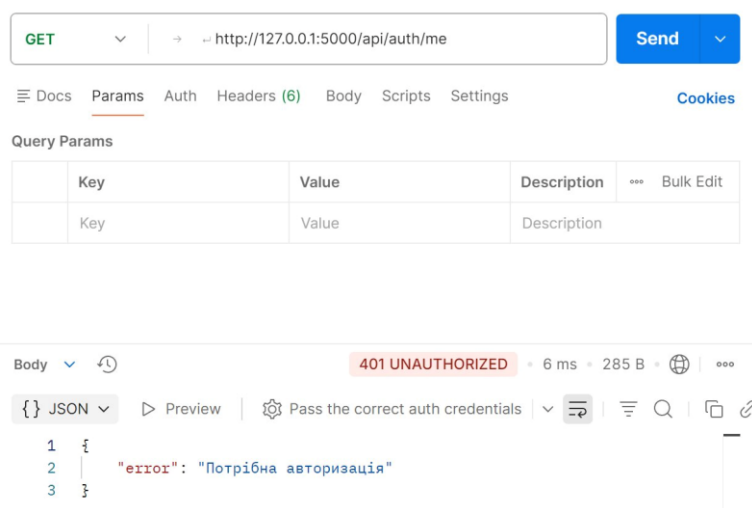 GET → ↵http://127.0.0.1:5000/api/auth/me Send
Docs Params Auth Headers (6) Body Scripts Settings Cookies
Query Params
Key Value Description Bulk Edit
Key Value Description
Body 401 UNAUTHORIZED • 6 ms • 285 B •
{} JSON Preview Pass the correct auth credentials
1 {
2 "error": "Потрібна авторизація"
3 }